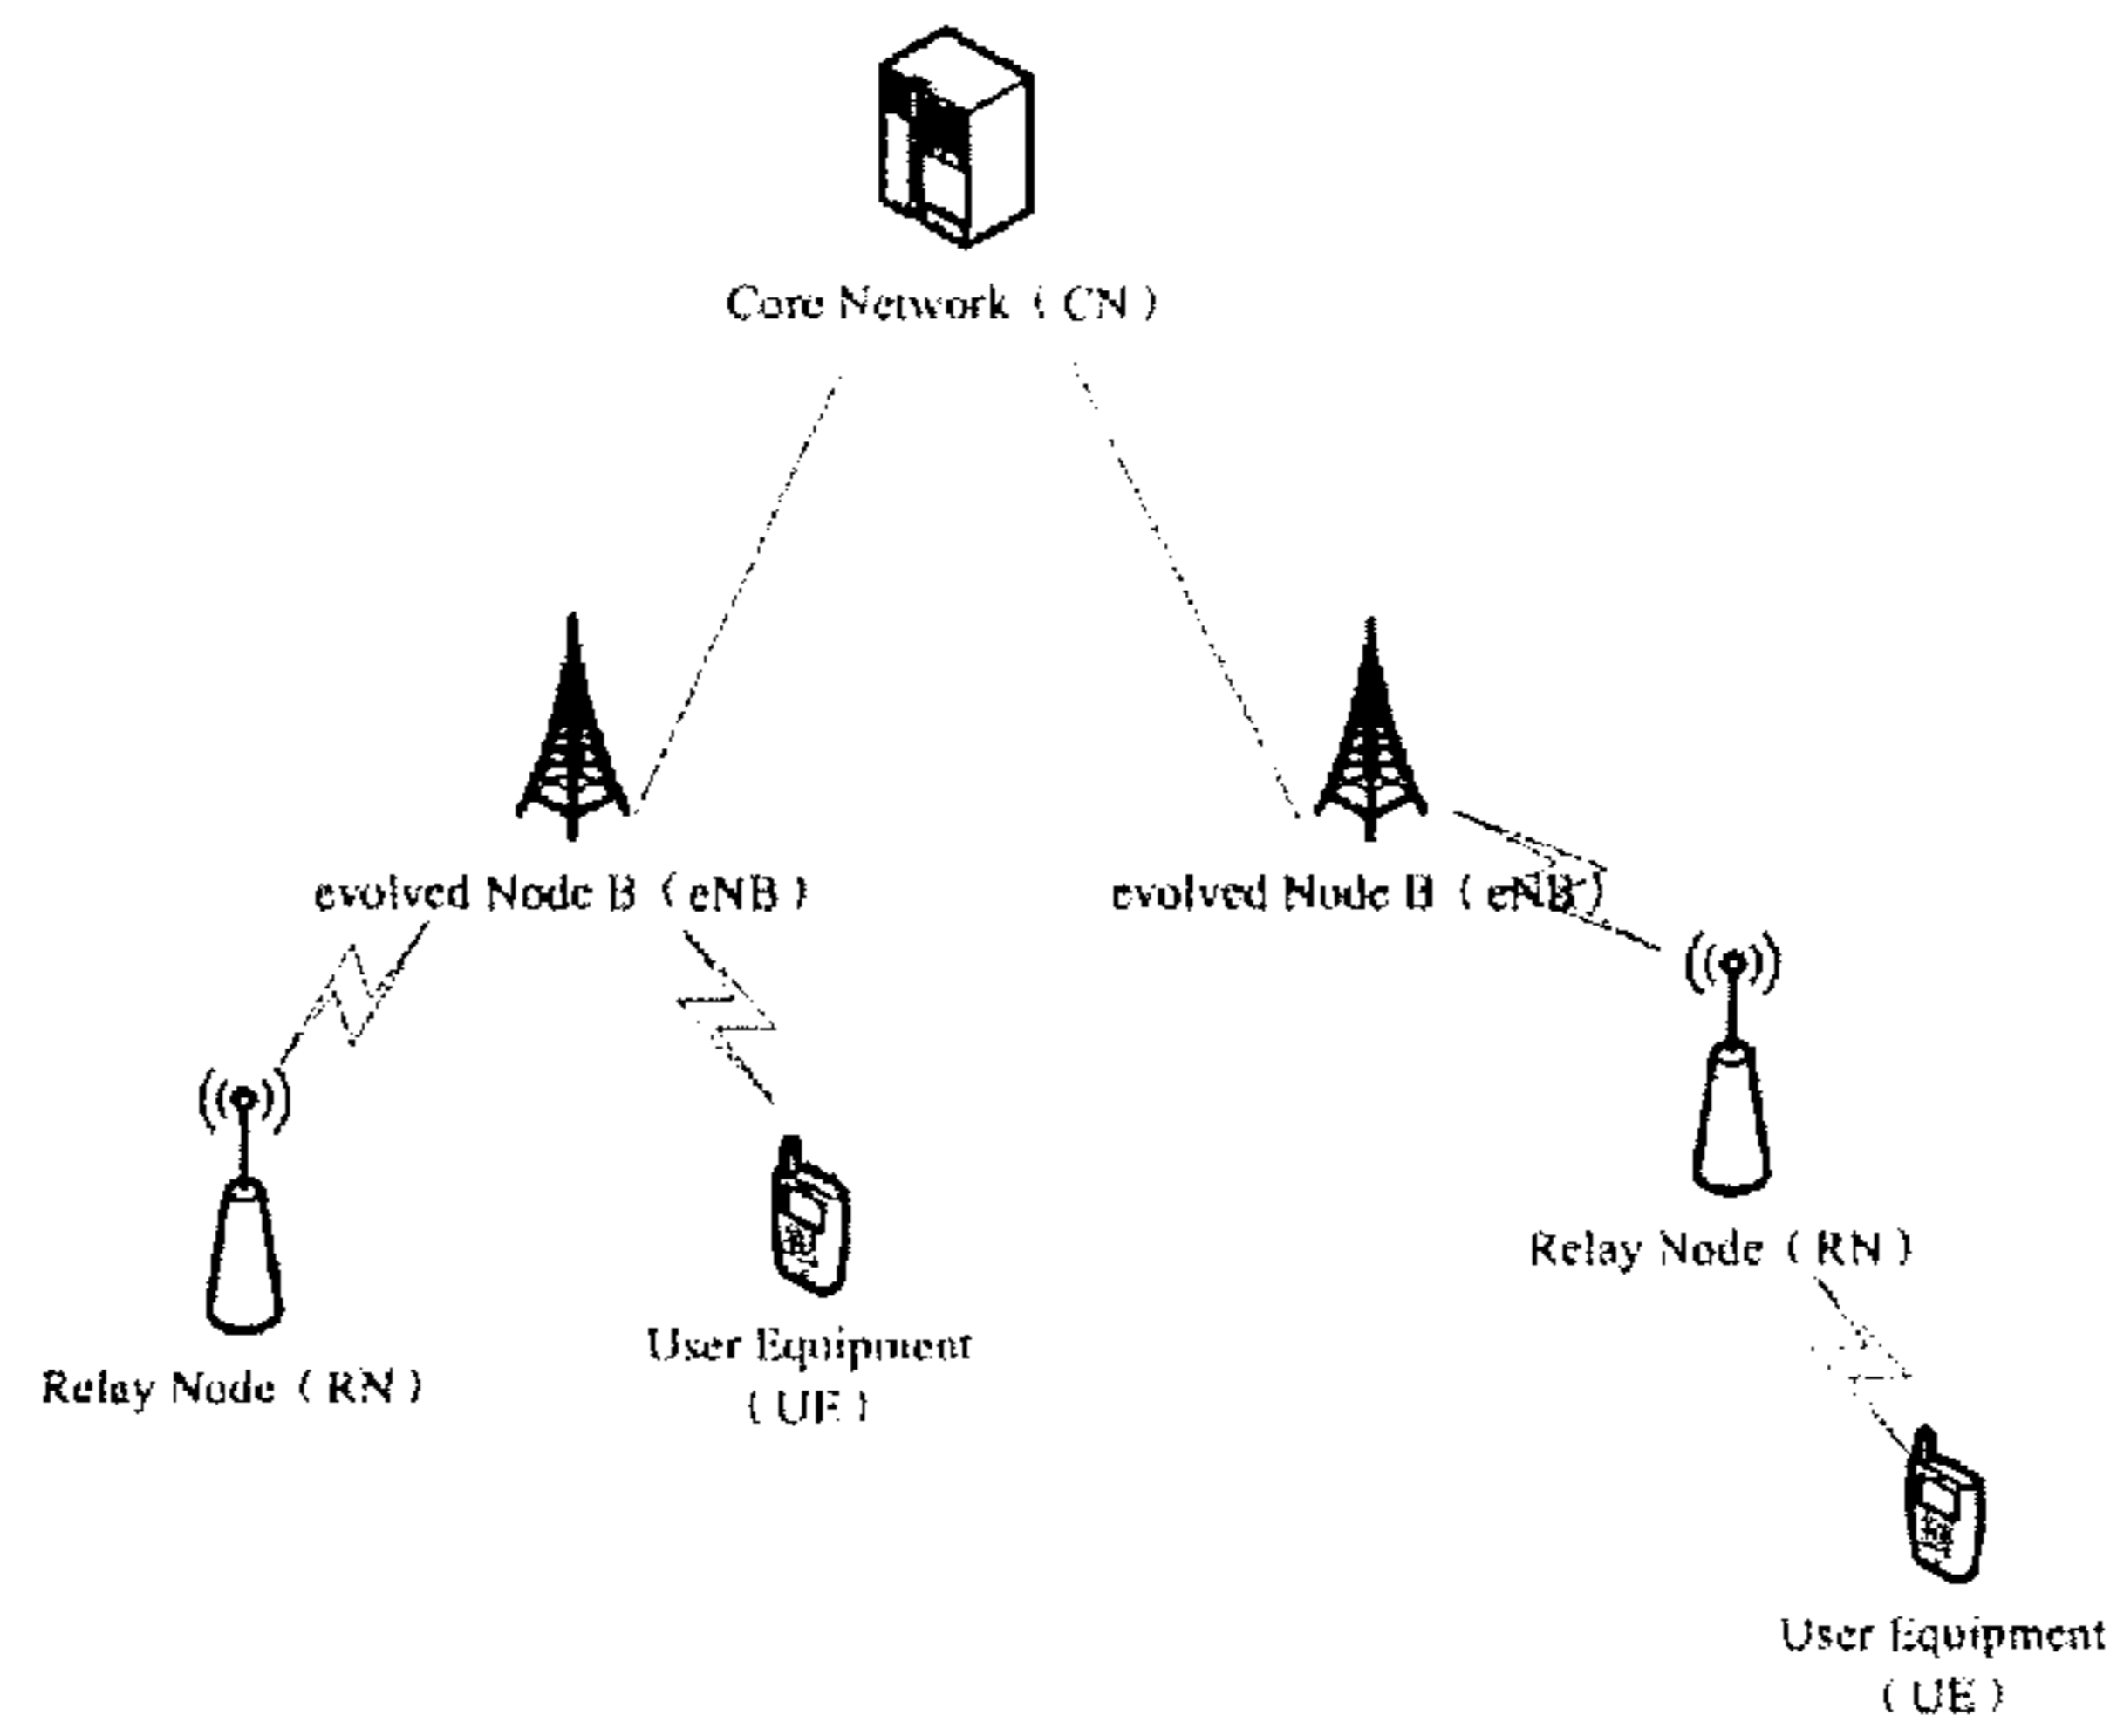 Core Network ( CN )
evolved Node B ( eNB )
evolved Node B ( eNB )
Relay Node ( RN )
User Equipment
( UE )
Relay Node ( RN )
User Equipment
( UE )